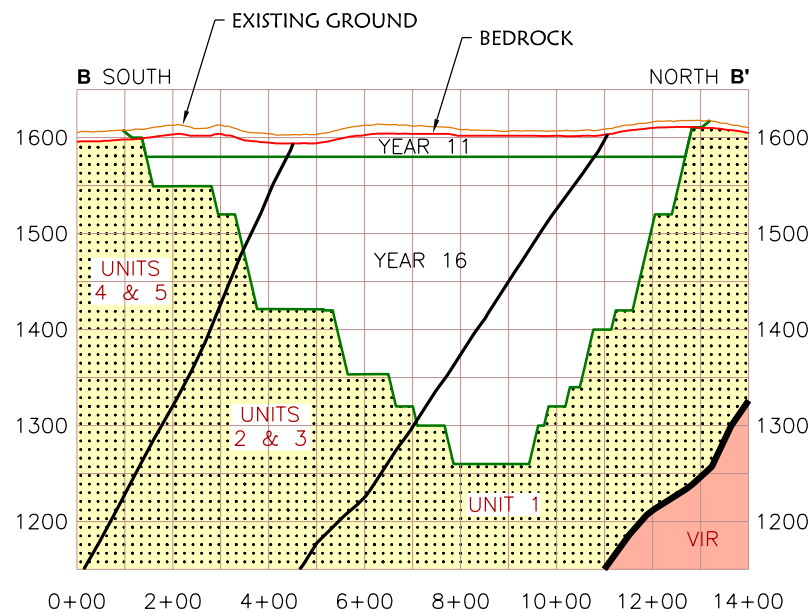 EXISTING GROUND
BEDROCK
B SOUTH
NORTH B'
1600
YEAR 11
1600
1500
1500
YEAR 16
UNITS
4 & 5
1400
1400
UNITS
2 & 3
1300
1300
UNIT 1
1200
1200
VIR
0+00 2+00 4+00 6+00 8+00 10+00 12+00 14+00